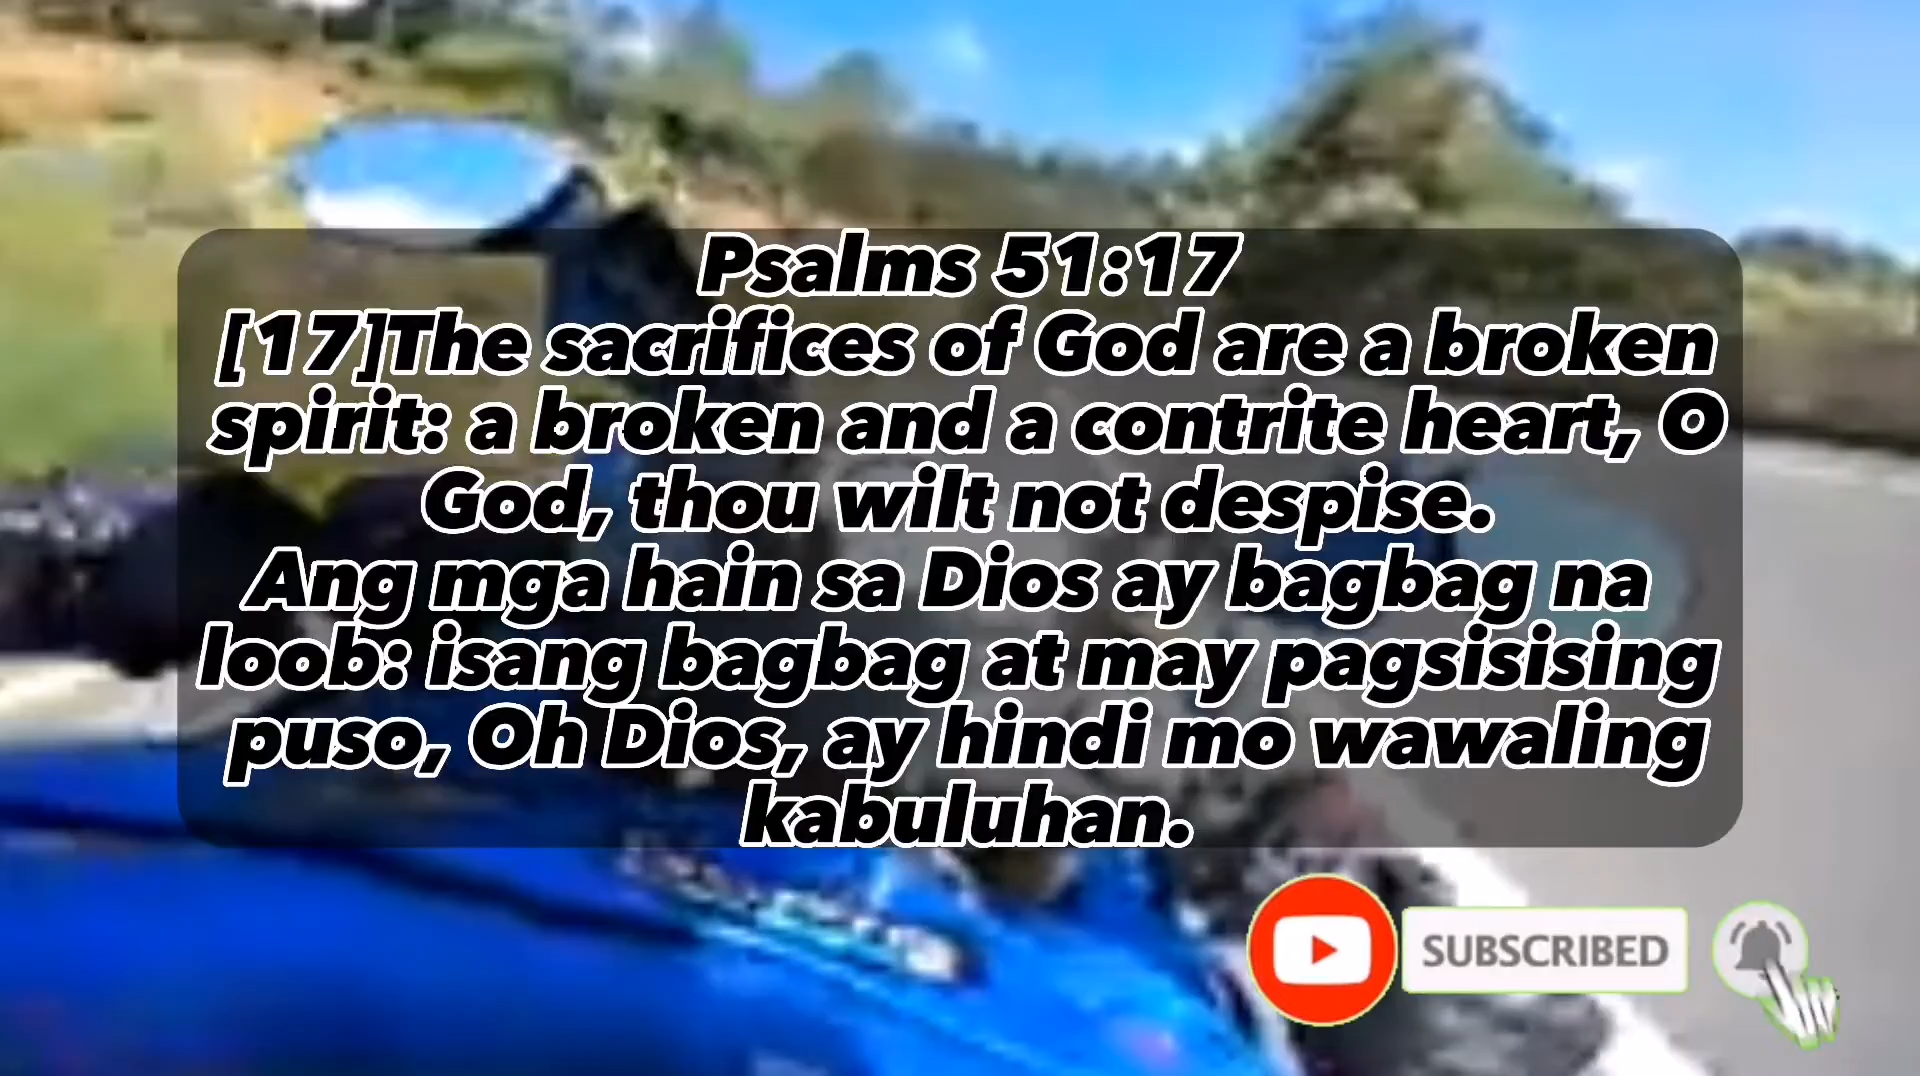 Psalms 51:17
[17]The sacrifices of God are a broken
spirit: a broken and a contrite heart, O
God, thou wilt not despise.
Ang mga hain sa Dios ay bagbag na
loob: isang bagbag at may pagsisising
puso, Oh Dios, ay hindi mo wawaling
kabuluhan.
SUBSCRIBED